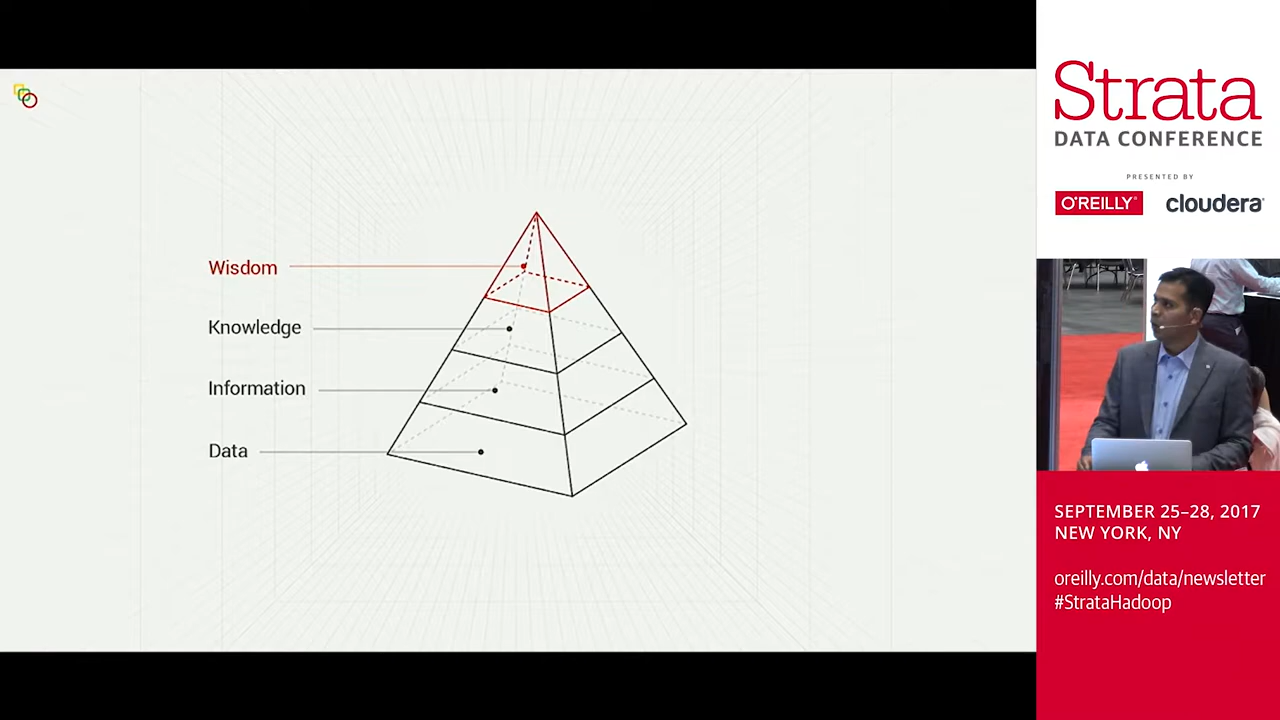 Wisdom
Knowledge
Information
Data
Strata
DATA CONFERENCE
PRESENTED BY
O'REILLY®
cloudera®
SEPTEMBER 25–28, 2017
NEW YORK, NY
oreilly.com/data/newsletter
#StrataHadoop